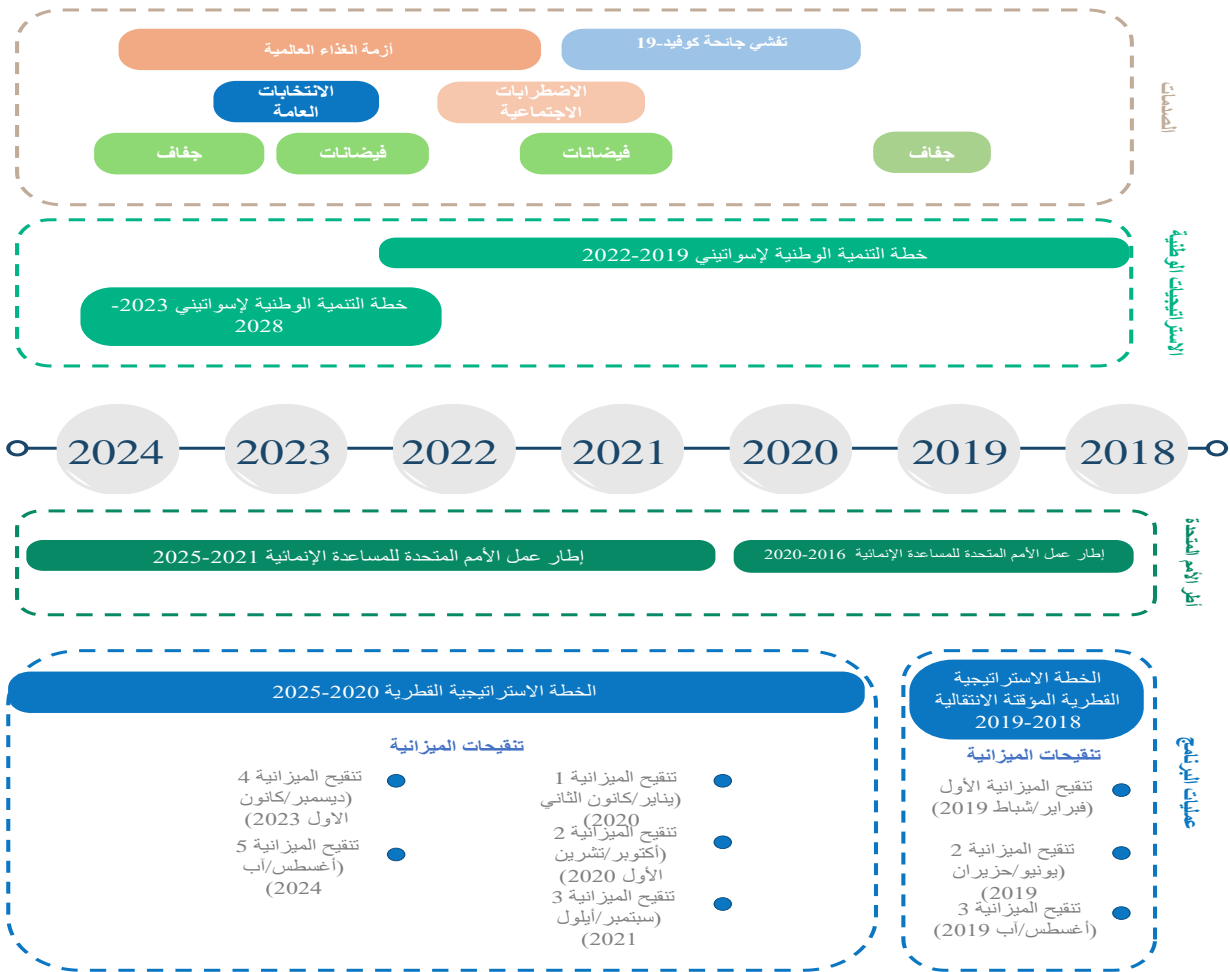 الصدمات
تفشي جائحة كوفيد-19
أزمة الغذاء العالمية
الاضطرابات
الاجتماعية
الانتخابات
العامة
جفاف
فيضانات
فيضانات
جفاف
الاستراتيجيات الوطنية
خطة التنمية الوطنية لإسواتيني 2019-2022
خطة التنمية الوطنية لإسواتيني 2023-
2028
2018
2019
2020
2021
2022
2023
2024
أطر الأمم المتحدة
إطار عمل الأمم المتحدة للمساعدة الإنمائية 2016-2020
إطار عمل الأمم المتحدة للمساعدة الإنمائية 2021-2025
عمليات البرنامج
الخطة الاستراتيجية
القطرية المؤقتة الانتقالية
2018-2019
تنقيحات الميزانية
تنقيح الميزانية الأول
(فبراير/شباط 2019)
تنقيح الميزانية 2
(يونيو/حزيران
2019)
تنقيح الميزانية 3
(أغسطس/آب 2019)
الخطة الاستراتيجية القطرية 2020-2025
تنقيحات الميزانية
تنقيح الميزانية 1
(يناير/كانون الثاني
2020)
تنقيح الميزانية 2
(أكتوبر/تشرين
الأول 2020)
تنقيح الميزانية 3
(سبتمبر/أيلول
2021)
تنقيح الميزانية 4
(ديسمبر/كانون
الاول 2023)
تنقيح الميزانية 5
(أغسطس/آب
2024)